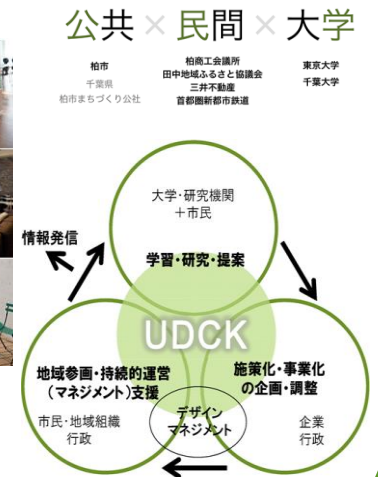 公共×民間×大学
柏市
千葉県
柏市まちづくり公社
柏商工会議所
田中地域ふるさと協議会
三井不動産
首都圏新都市鉄道
東京大学
千葉大学
大学・研究機関
＋市民
学習・研究・提案
情報発信
UDCK
地域参画・持続的運営
（マネジメント）支援
市民・地域組織
行政
デザイン
マネジメント
施策化・事業化
の企画・調整
企業
行政